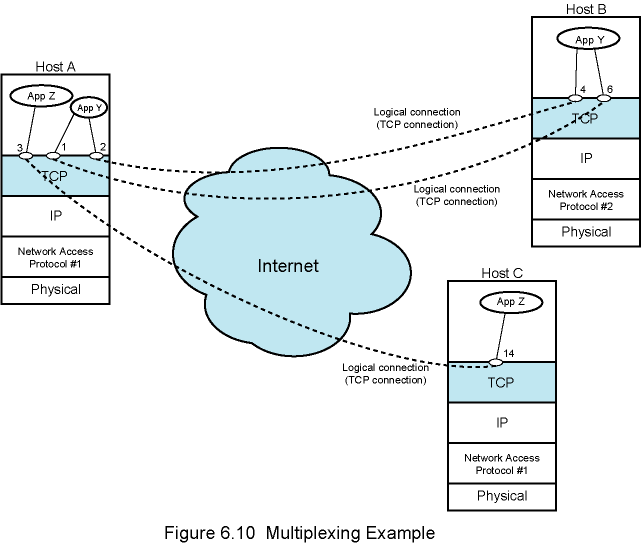 Host B
App Y
4 6
TCP
IP
Network Access
Protocol #2
Physical
Host A
App Z
App Y
3 1 2
TCP
IP
Network Access
Protocol #1
Physical
Logical connection
(TCP connection)
Logical connection
(TCP connection)
Internet
Logical connection
(TCP connection)
Host C
App Z
14
TCP
IP
Network Access
Protocol #1
Physical
Figure 6.10 Multiplexing Example